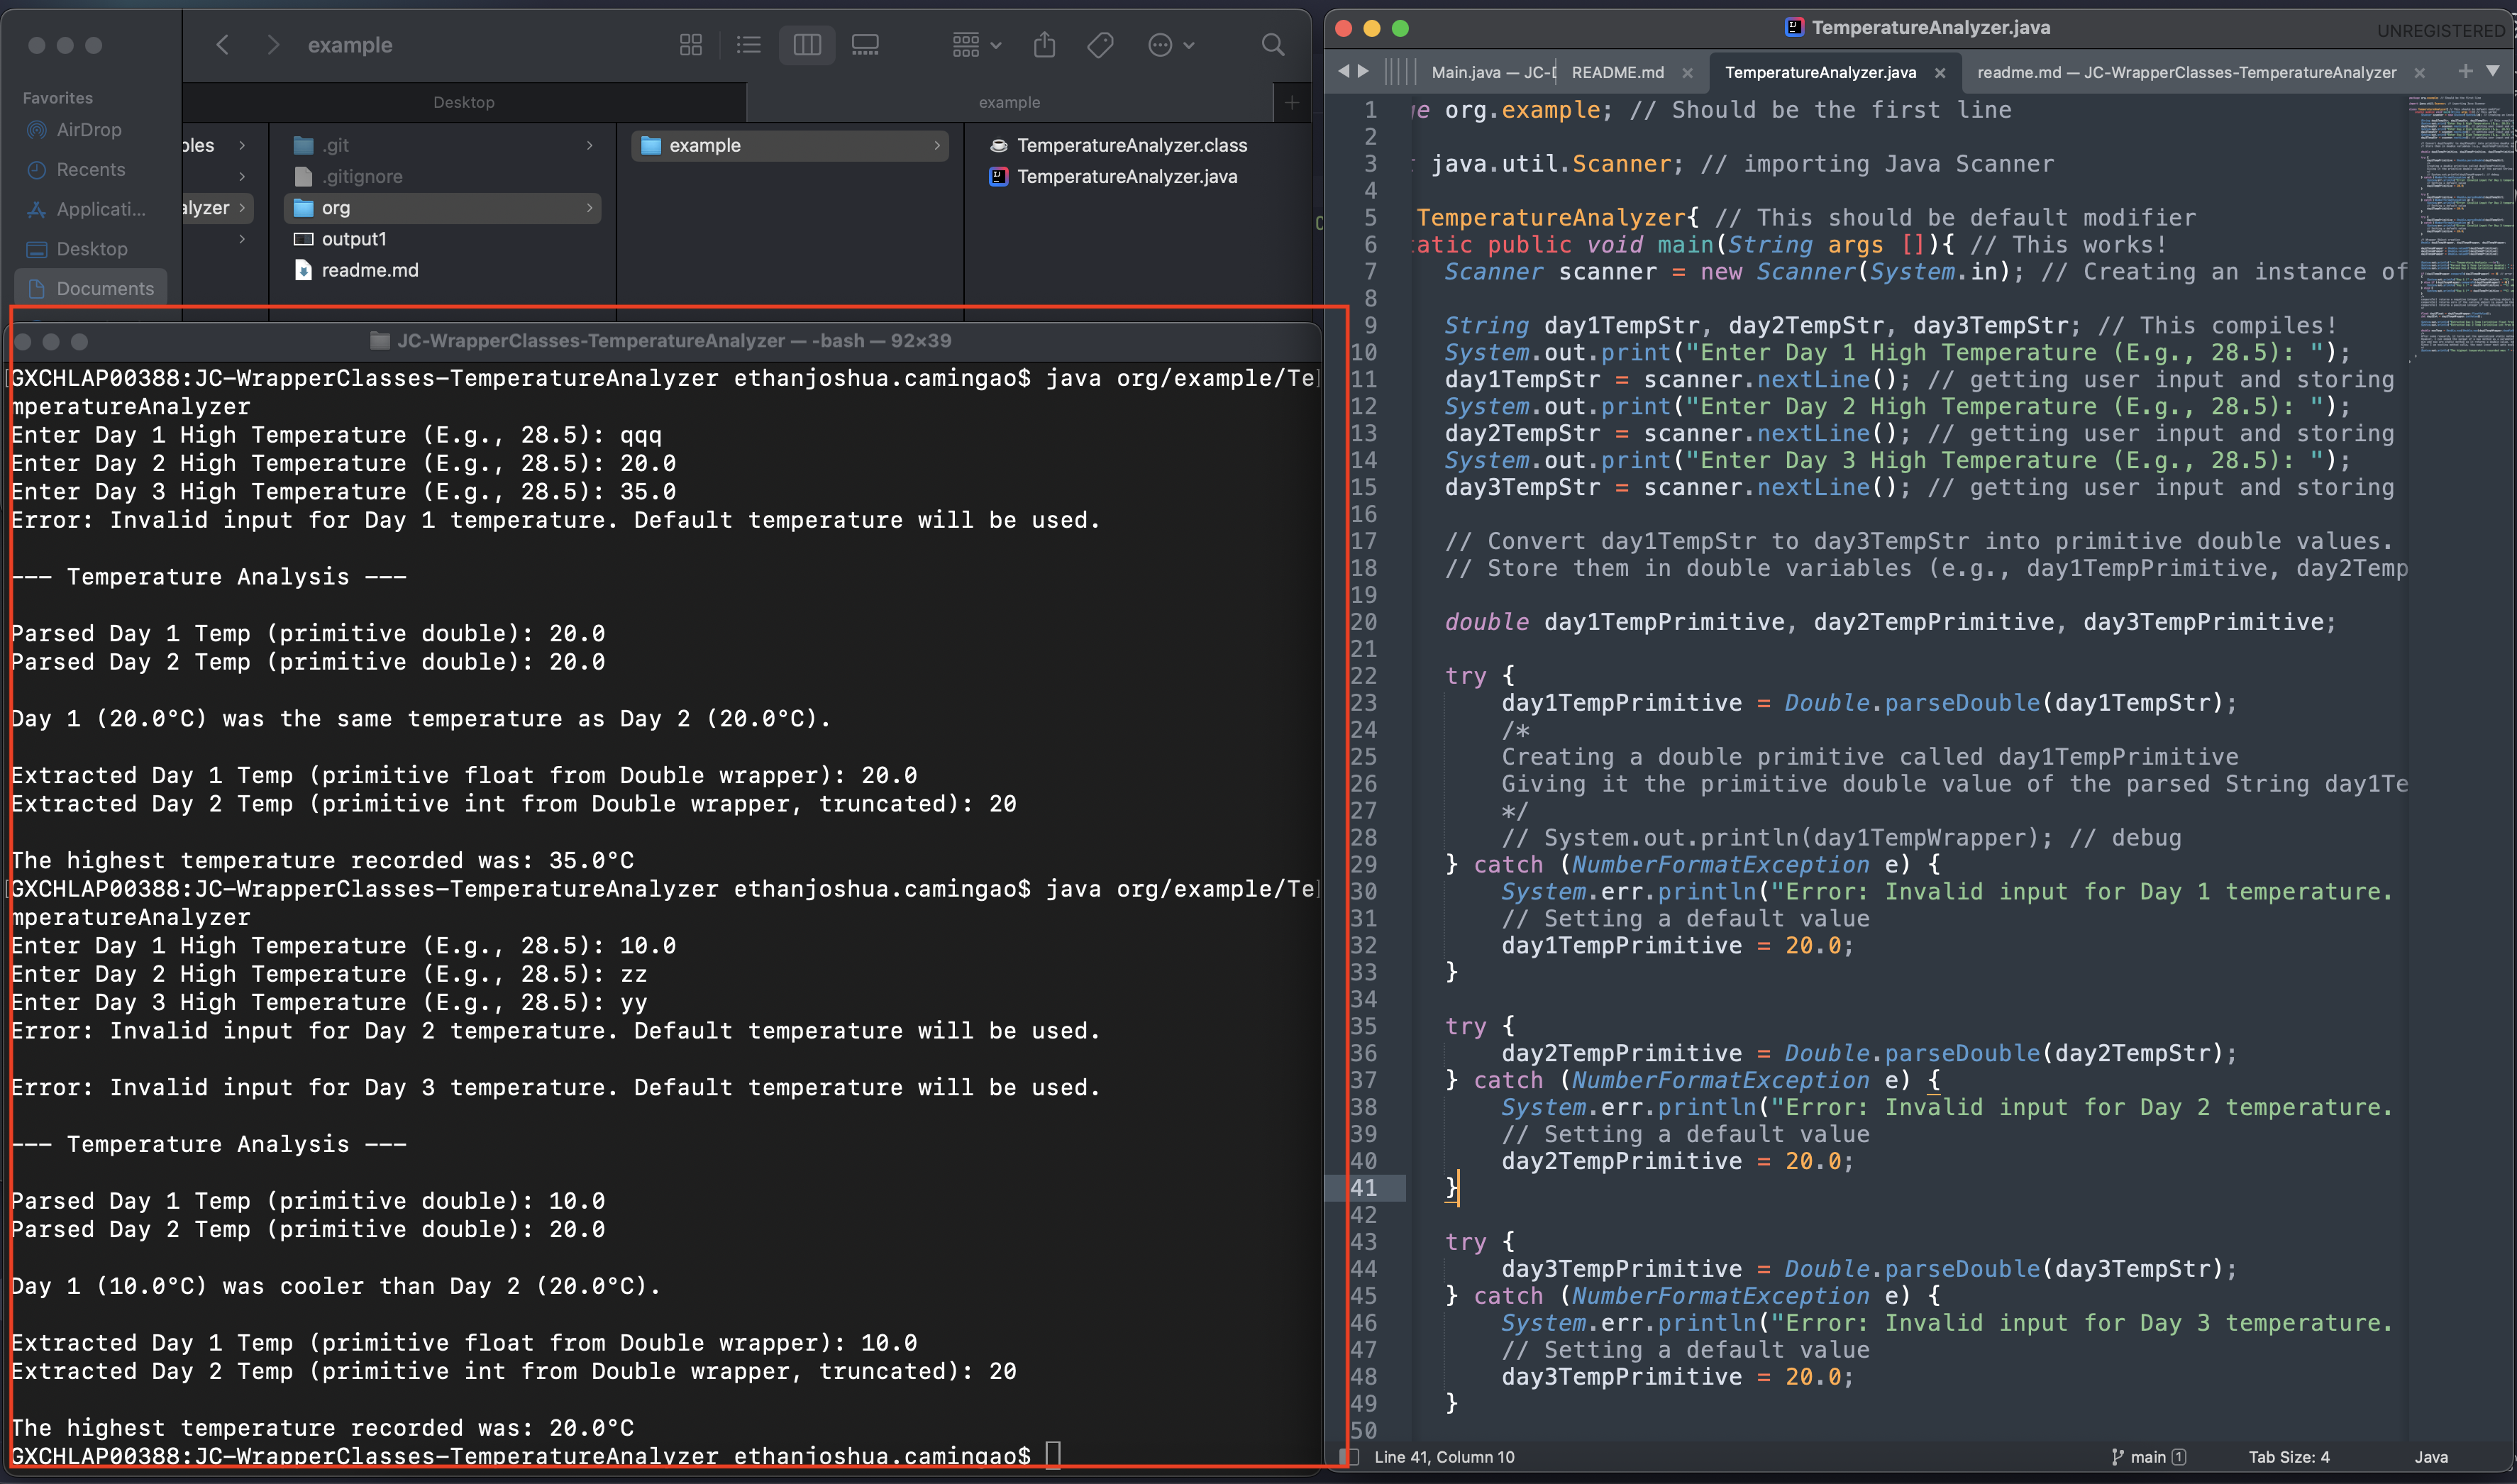 example
Desktop
example
Favorites
AirDrop
Recents
Applicati...
Desktop
Documents
oles
alyzer
.git
.gitignore
org
output1
readme.md
example
TemperatureAnalyzer.class
TemperatureAnalyzer.java
JC-WrapperClasses-TemperatureAnalyzer — -bash — 92×39
GXCHLAP00388:JC-WrapperClasses-TemperatureAnalyzer ethanjoshua.camingao$ java org/example/Te
mperatureAnalyzer
Enter Day 1 High Temperature (E.g., 28.5): qqq
Enter Day 2 High Temperature (E.g., 28.5): 20.0
Enter Day 3 High Temperature (E.g., 28.5): 35.0
Error: Invalid input for Day 1 temperature. Default temperature will be used.
--- Temperature Analysis ---
Parsed Day 1 Temp (primitive double): 20.0
Parsed Day 2 Temp (primitive double): 20.0
Day 1 (20.0°C) was the same temperature as Day 2 (20.0°C).
Extracted Day 1 Temp (primitive float from Double wrapper): 20.0
Extracted Day 2 Temp (primitive int from Double wrapper, truncated): 20
The highest temperature recorded was: 35.0°C
GXCHLAP00388:JC-WrapperClasses-TemperatureAnalyzer ethanjoshua.camingao$ java org/example/Te
mperatureAnalyzer
Enter Day 1 High Temperature (E.g., 28.5): 10.0
Enter Day 2 High Temperature (E.g., 28.5): zz
Enter Day 3 High Temperature (E.g., 28.5): yy
Error: Invalid input for Day 2 temperature. Default temperature will be used.
Error: Invalid input for Day 3 temperature. Default temperature will be used.
--- Temperature Analysis ---
Parsed Day 1 Temp (primitive double): 10.0
Parsed Day 2 Temp (primitive double): 20.0
Day 1 (10.0°C) was cooler than Day 2 (20.0°C).
Extracted Day 1 Temp (primitive float from Double wrapper): 10.0
Extracted Day 2 Temp (primitive int from Double wrapper, truncated): 20
The highest temperature recorded was: 20.0°C
GXCHLAP00388:JC-WrapperClasses-TemperatureAnalyzer ethanjoshua.camingao$
TemperatureAnalyzer.java
UNREGISTERED
Main.java — JC-D README.md TemperatureAnalyzer.java readme.md — JC-WrapperClasses-TemperatureAnalyzer
1 ge org.example; // Should be the first line
2
3 java.util.Scanner; // importing Java Scanner
4
5 TemperatureAnalyzer{ // This should be default modifier
6 tatic public void main(String args []){ // This works!
7 Scanner scanner = new Scanner(System.in); // Creating an instance of
8
9 String day1TempStr, day2TempStr, day3TempStr; // This compiles!
10 System.out.print("Enter Day 1 High Temperature (E.g., 28.5): ");
11 day1TempStr = scanner.nextLine(); // getting user input and storing
12 System.out.print("Enter Day 2 High Temperature (E.g., 28.5): ");
13 day2TempStr = scanner.nextLine(); // getting user input and storing
14 System.out.print("Enter Day 3 High Temperature (E.g., 28.5): ");
15 day3TempStr = scanner.nextLine(); // getting user input and storing
16
17 // Convert day1TempStr to day3TempStr into primitive double values.
18 // Store them in double variables (e.g., day1TempPrimitive, day2Temp
19
20 double day1TempPrimitive, day2TempPrimitive, day3TempPrimitive;
21
22 try {
23 day1TempPrimitive = Double.parseDouble(day1TempStr);
24 /*
25 Creating a double primitive called day1TempPrimitive
26 Giving it the primitive double value of the parsed String day1Te
27 */
28 // System.out.println(day1TempWrapper); // debug
29 } catch (NumberFormatException e) {
30 System.err.println("Error: Invalid input for Day 1 temperature.
31 // Setting a default value
32 day1TempPrimitive = 20.0;
33 }
34
35 try {
36 day2TempPrimitive = Double.parseDouble(day2TempStr);
37 } catch (NumberFormatException e) {
38 System.err.println("Error: Invalid input for Day 2 temperature.
39 // Setting a default value
40 day2TempPrimitive = 20.0;
41 }
42
43 try {
44 day3TempPrimitive = Double.parseDouble(day3TempStr);
45 } catch (NumberFormatException e) {
46 System.err.println("Error: Invalid input for Day 3 temperature.
47 // Setting a default value
48 day3TempPrimitive = 20.0;
49 }
50
Line 41, Column 10
main 1
Tab Size: 4
Java